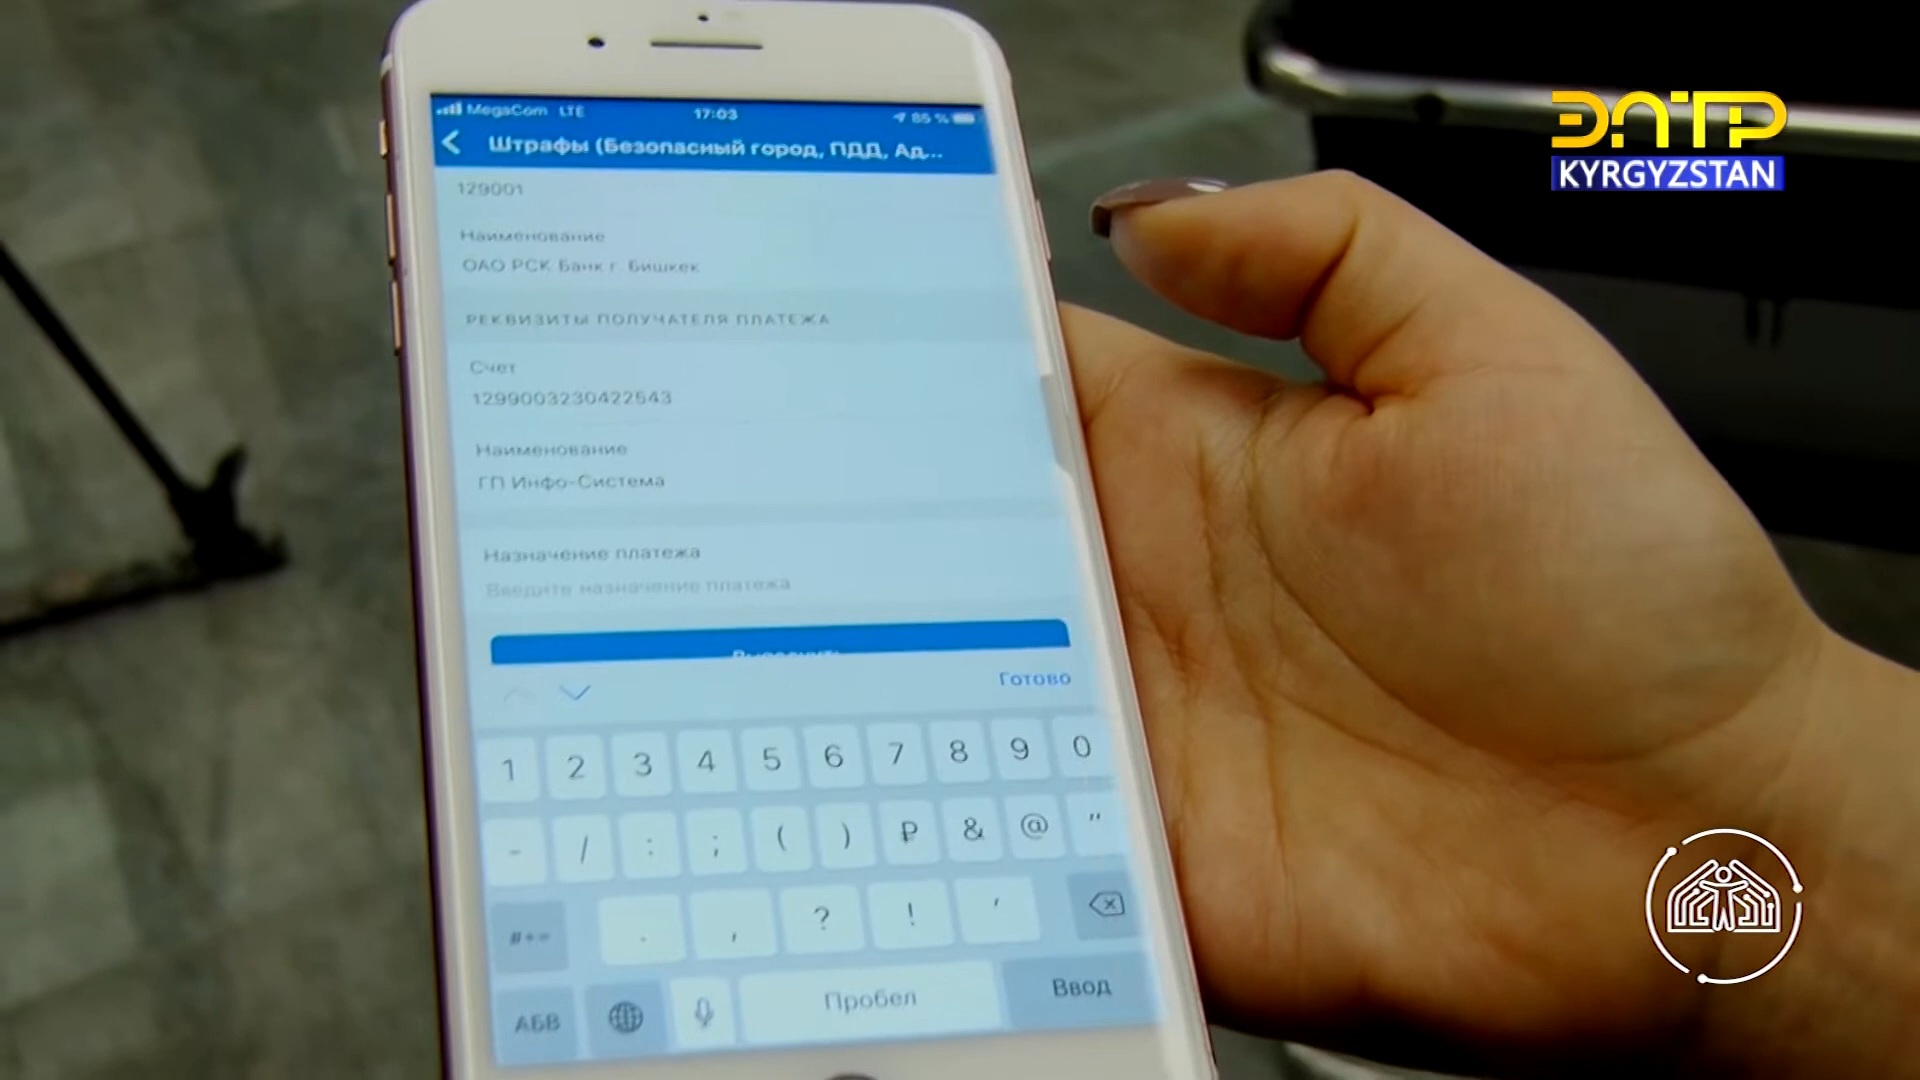 MegaCom LTE 17:03 85 %
Штрафы (Безопасный город, ПДД, Ад...
129001
Наименование
ОАО РСК Банк г. Бишкек
РЕКВИЗИТЫ ПОЛУЧАТЕЛЯ ПЛАТЕЖА
Счет
1299003230422543
Наименование
ГП Инфо-Система
Назначение платежа
Введите назначение платежа
Выполнить
Готово
1 2 3 4 5 6 7 8 9 0
- / : ; ( ) ₽ & @ "
#+= . , ? ! '
АБВ Пробел Ввод
ЭЛТР
KYRGYZSTAN